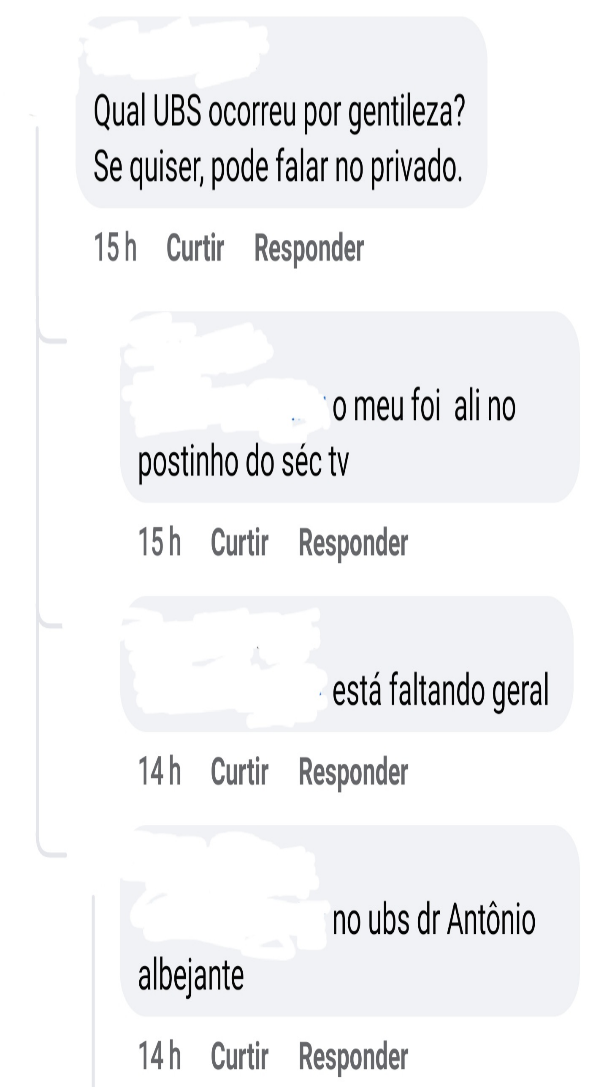 Qual UBS ocorreu por gentileza?
Se quiser, pode falar no privado.
15 h Curtir Responder
o meu foi ali no
postinho do séc tv
15 h Curtir Responder
está faltando geral
14 h Curtir Responder
no ubs dr Antônio
albejante
14 h Curtir Responder